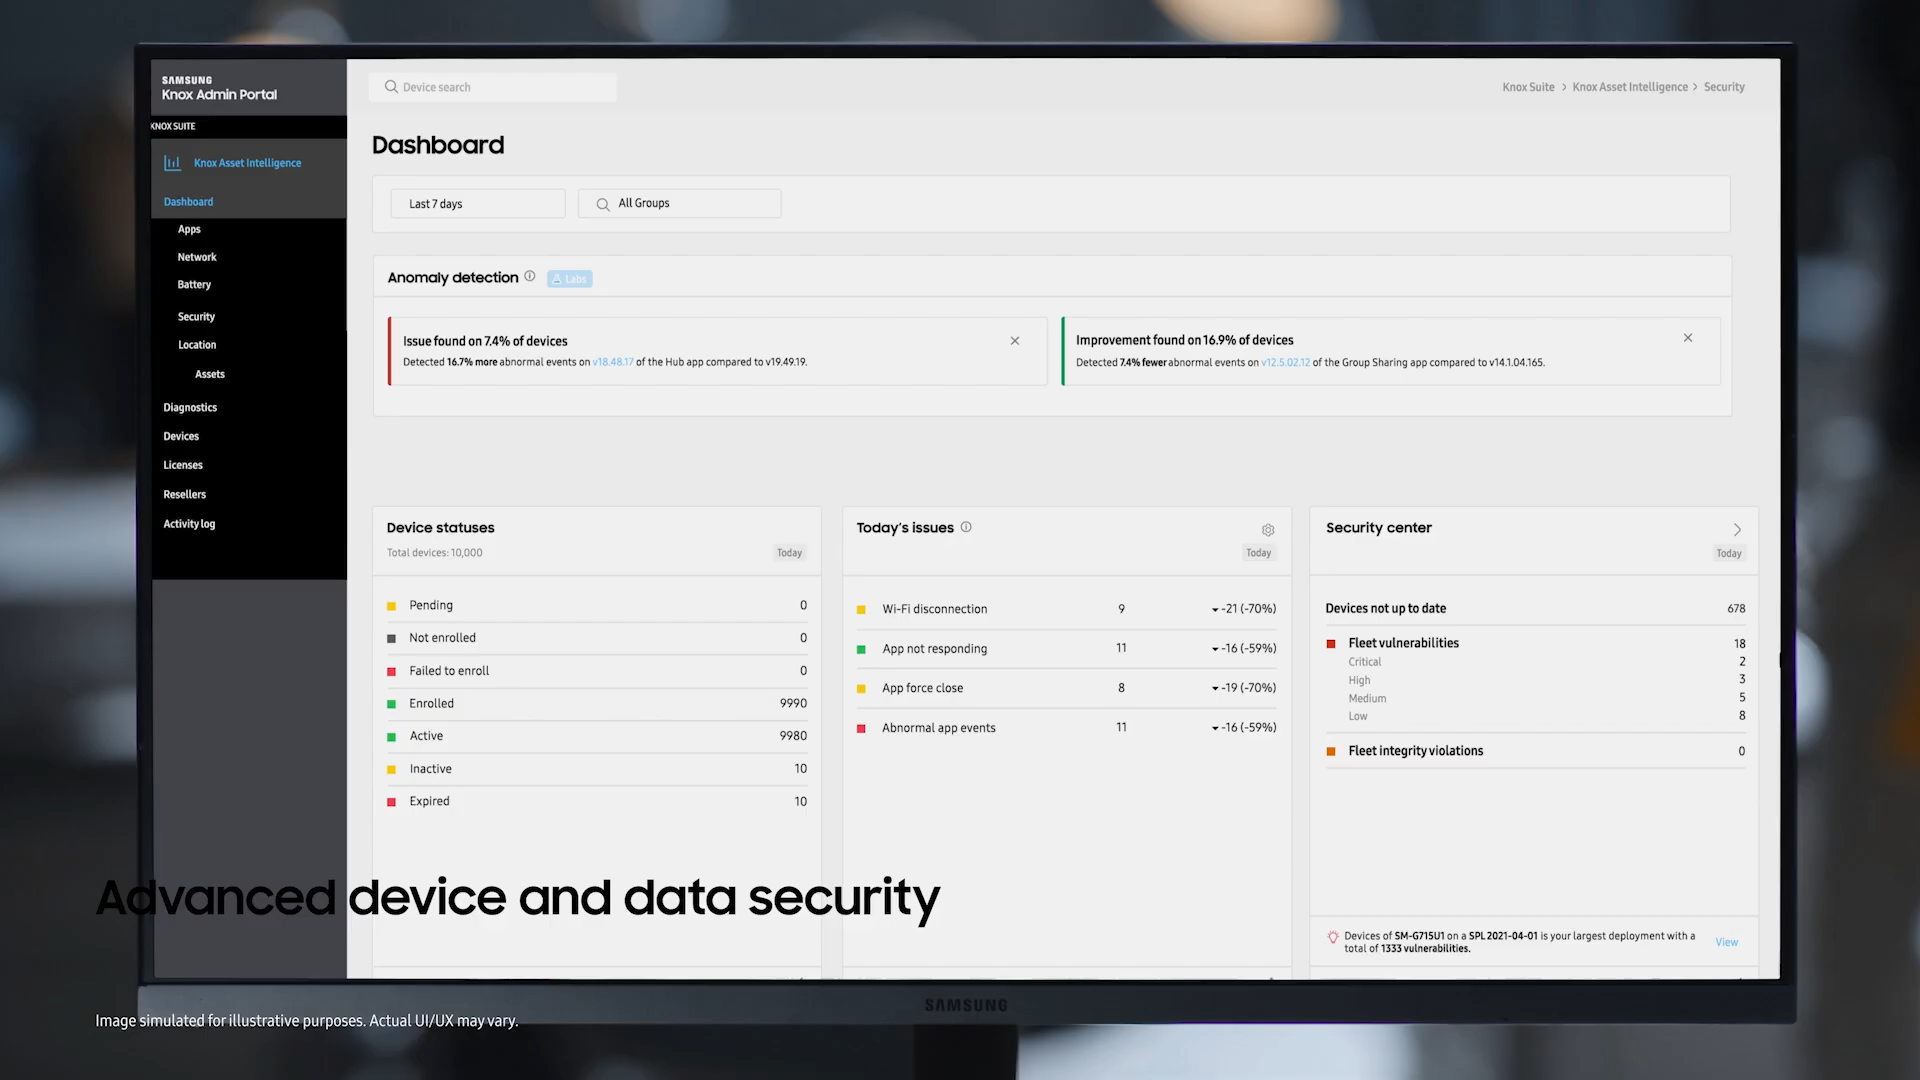 SAMSUNG
Knox Admin Portal
KNOX SUITE
Knox Asset Intelligence
Dashboard
Apps
Network
Battery
Security
Location
Assets
Diagnostics
Devices
Licenses
Resellers
Activity log
Device search
Knox Suite > Knox Asset Intelligence > Security
Dashboard
Last 7 days
All Groups
Anomaly detection
Labs
Issue found on 7.4% of devices
Detected 16.7% more abnormal events on v18.48.17 of the Hub app compared to v19.49.19.
Improvement found on 16.9% of devices
Detected 7.4% fewer abnormal events on v12.5.02.12 of the Group Sharing app compared to v14.1.04.165.
Device statuses
Total devices: 10,000
Today
Pending 0
Not enrolled 0
Failed to enroll 0
Enrolled 9990
Active 9980
Inactive 10
Expired 10
Today's issues
Today
Wi-Fi disconnection 9 -21 (-70%)
App not responding 11 -16 (-59%)
App force close 8 -19 (-70%)
Abnormal app events 11 -16 (-59%)
Security center
Today
Devices not up to date 678
Fleet vulnerabilities 18
Critical 2
High 3
Medium 5
Low 8
Fleet integrity violations 0
Devices of SM-G715U1 on a SPL 2021-04-01 is your largest deployment with a
total of 1333 vulnerabilities.
View
Advanced device and data security
SAMSUNG
Image simulated for illustrative purposes. Actual UI/UX may vary.